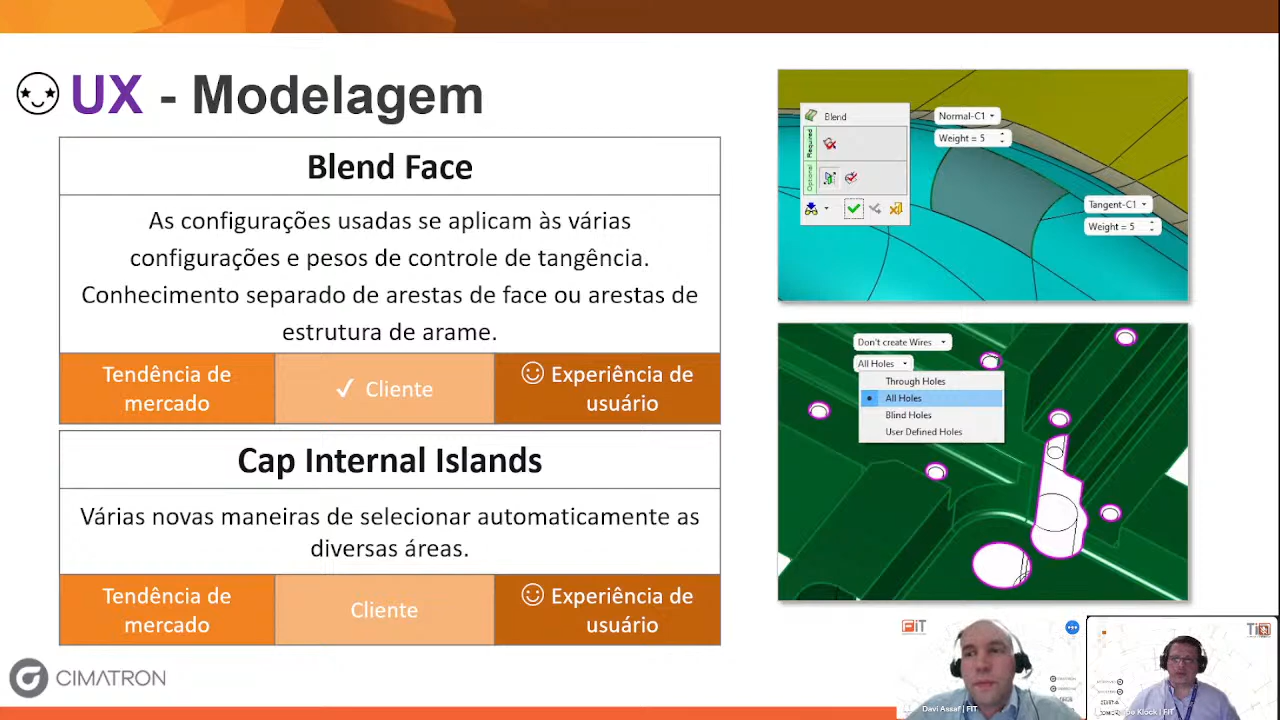 UX - Modelagem
Blend Face
As configurações usadas se aplicam às várias
configurações e pesos de controle de tangência.
Conhecimento separado de arestas de face ou arestas de
estrutura de arame.
Tendência de
mercado
✓ Cliente
Experiência de
usuário
Cap Internal Islands
Várias novas maneiras de selecionar automaticamente as
diversas áreas.
Tendência de
mercado
Cliente
Experiência de
usuário
CIMATRON
Blend
Required
Optional
Normal-C1
Weight = 5
Tangent-C1
Weight = 5
Don't create Wires
All Holes
Through Holes
All Holes
Blind Holes
User Defined Holes
FiT
Davi Assaf | FIT
Klock | FIT